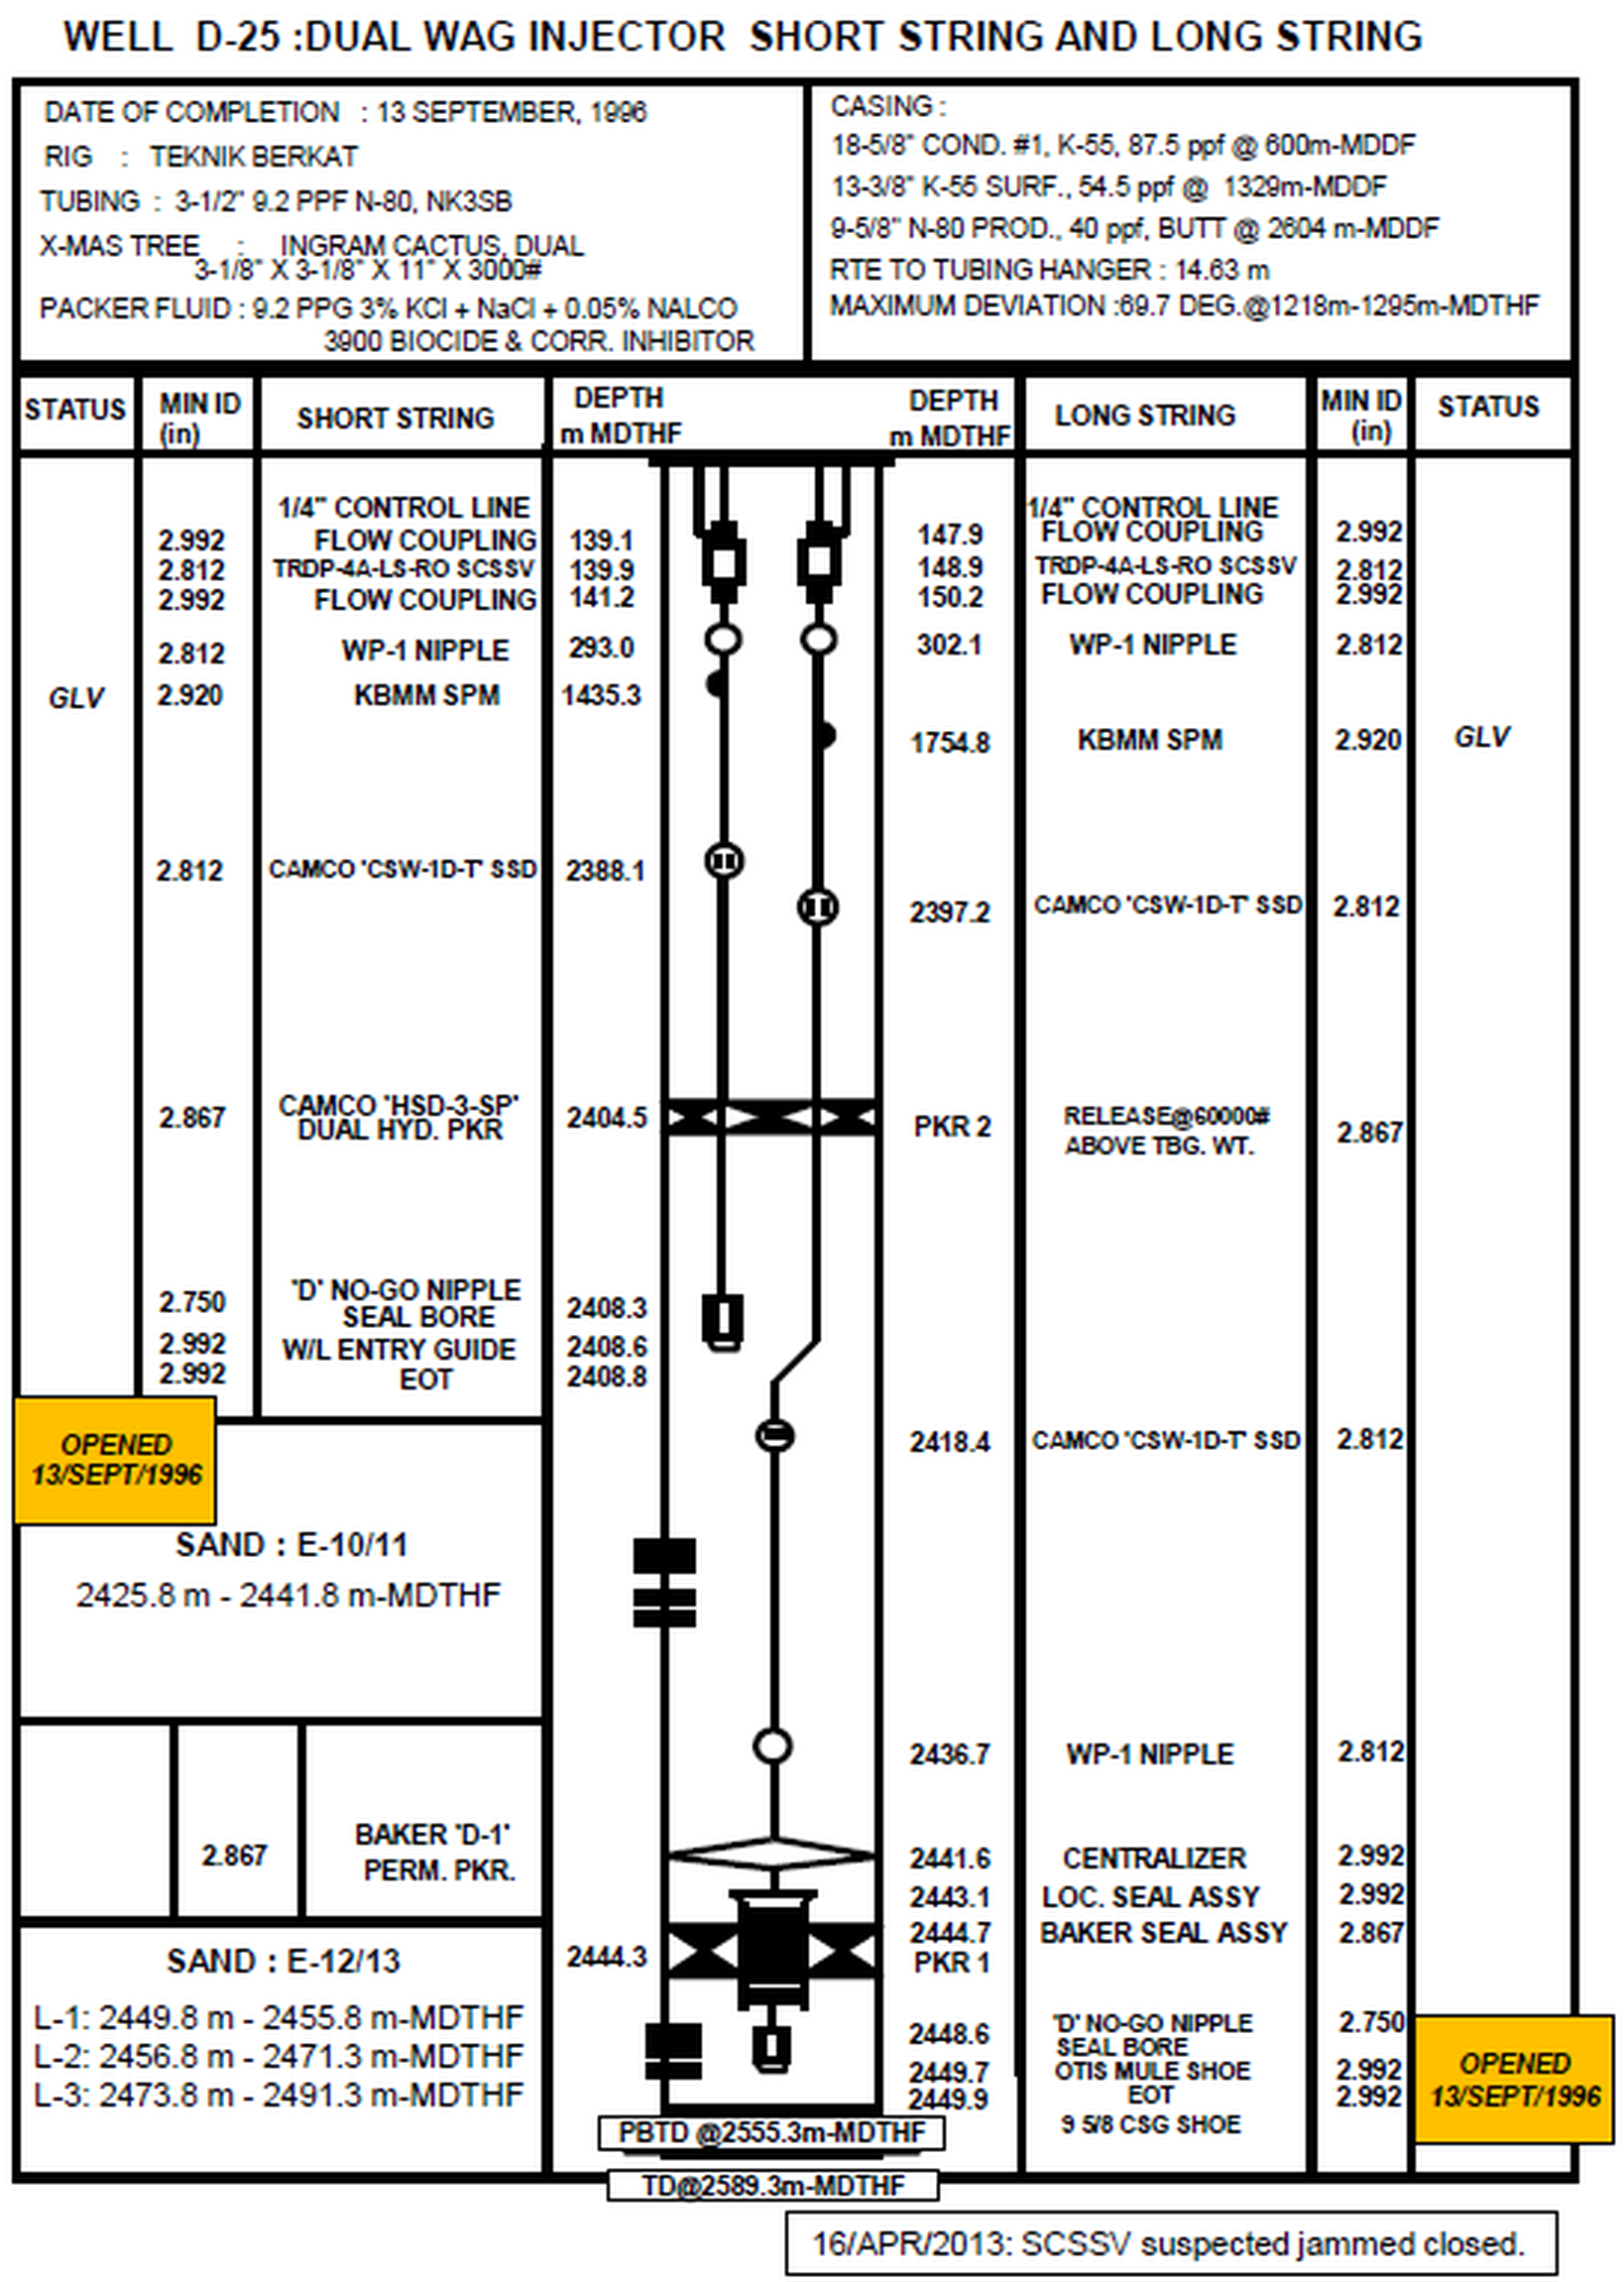 WELL D-25 :DUAL WAG INJECTOR SHORT STRING AND LONG STRING
DATE OF COMPLETION : 13 SEPTEMBER, 1996
RIG : TEKNIK BERKAT
TUBING : 3-1/2" 9.2 PPF N-80, NK3SB
X-MAS TREE : INGRAM CACTUS, DUAL
3-1/8" X 3-1/8" X 11" X 3000#
PACKER FLUID : 9.2 PPG 3% KCl + NaCl + 0.05% NALCO
3900 BIOCIDE & CORR. INHIBITOR
CASING :
18-5/8" COND. #1, K-55, 87.5 ppf @ 600m-MDDF
13-3/8" K-55 SURF., 54.5 ppf @ 1329m-MDDF
9-5/8" N-80 PROD., 40 ppf, BUTT @ 2604 m-MDDF
RTE TO TUBING HANGER : 14.63 m
MAXIMUM DEVIATION :69.7 DEG.@1218m-1295m-MDTHF
STATUS
MIN ID
(in)
SHORT STRING
DEPTH
m MDTHF
DEPTH
m MDTHF
LONG STRING
MIN ID
(in)
STATUS
1/4" CONTROL LINE
2.992 FLOW COUPLING 139.1
2.812 TRDP-4A-LS-RO SCSSV 139.9
2.992 FLOW COUPLING 141.2
2.812 WP-1 NIPPLE 293.0
GLV 2.920 KBMM SPM 1435.3
2.812 CAMCO 'CSW-1D-T' SSD 2388.1
2.867 CAMCO 'HSD-3-SP' 2404.5
DUAL HYD. PKR
2.750 'D' NO-GO NIPPLE 2408.3
SEAL BORE
2.992 W/L ENTRY GUIDE 2408.6
2.992 EOT 2408.8
OPENED
13/SEPT/1996
SAND : E-10/11
2425.8 m - 2441.8 m-MDTHF
2.867 BAKER 'D-1'
PERM. PKR.
2444.3
SAND : E-12/13
L-1: 2449.8 m - 2455.8 m-MDTHF
L-2: 2456.8 m - 2471.3 m-MDTHF
L-3: 2473.8 m - 2491.3 m-MDTHF
1/4" CONTROL LINE
147.9 FLOW COUPLING 2.992
148.9 TRDP-4A-LS-RO SCSSV 2.812
150.2 FLOW COUPLING 2.992
302.1 WP-1 NIPPLE 2.812
1754.8 KBMM SPM 2.920 GLV
2397.2 CAMCO 'CSW-1D-T' SSD 2.812
PKR 2 RELEASE@60000# 2.867
ABOVE TBG. WT.
2418.4 CAMCO 'CSW-1D-T' SSD 2.812
2436.7 WP-1 NIPPLE 2.812
2441.6 CENTRALIZER 2.992
2443.1 LOC. SEAL ASSY 2.992
2444.7 BAKER SEAL ASSY 2.867
PKR 1
2448.6 'D' NO-GO NIPPLE 2.750
SEAL BORE
2449.7 OTIS MULE SHOE 2.992
2449.9 EOT 2.992
9 5/8 CSG SHOE
OPENED
13/SEPT/1996
PBTD @2555.3m-MDTHF
TD@2589.3m-MDTHF
16/APR/2013: SCSSV suspected jammed closed.